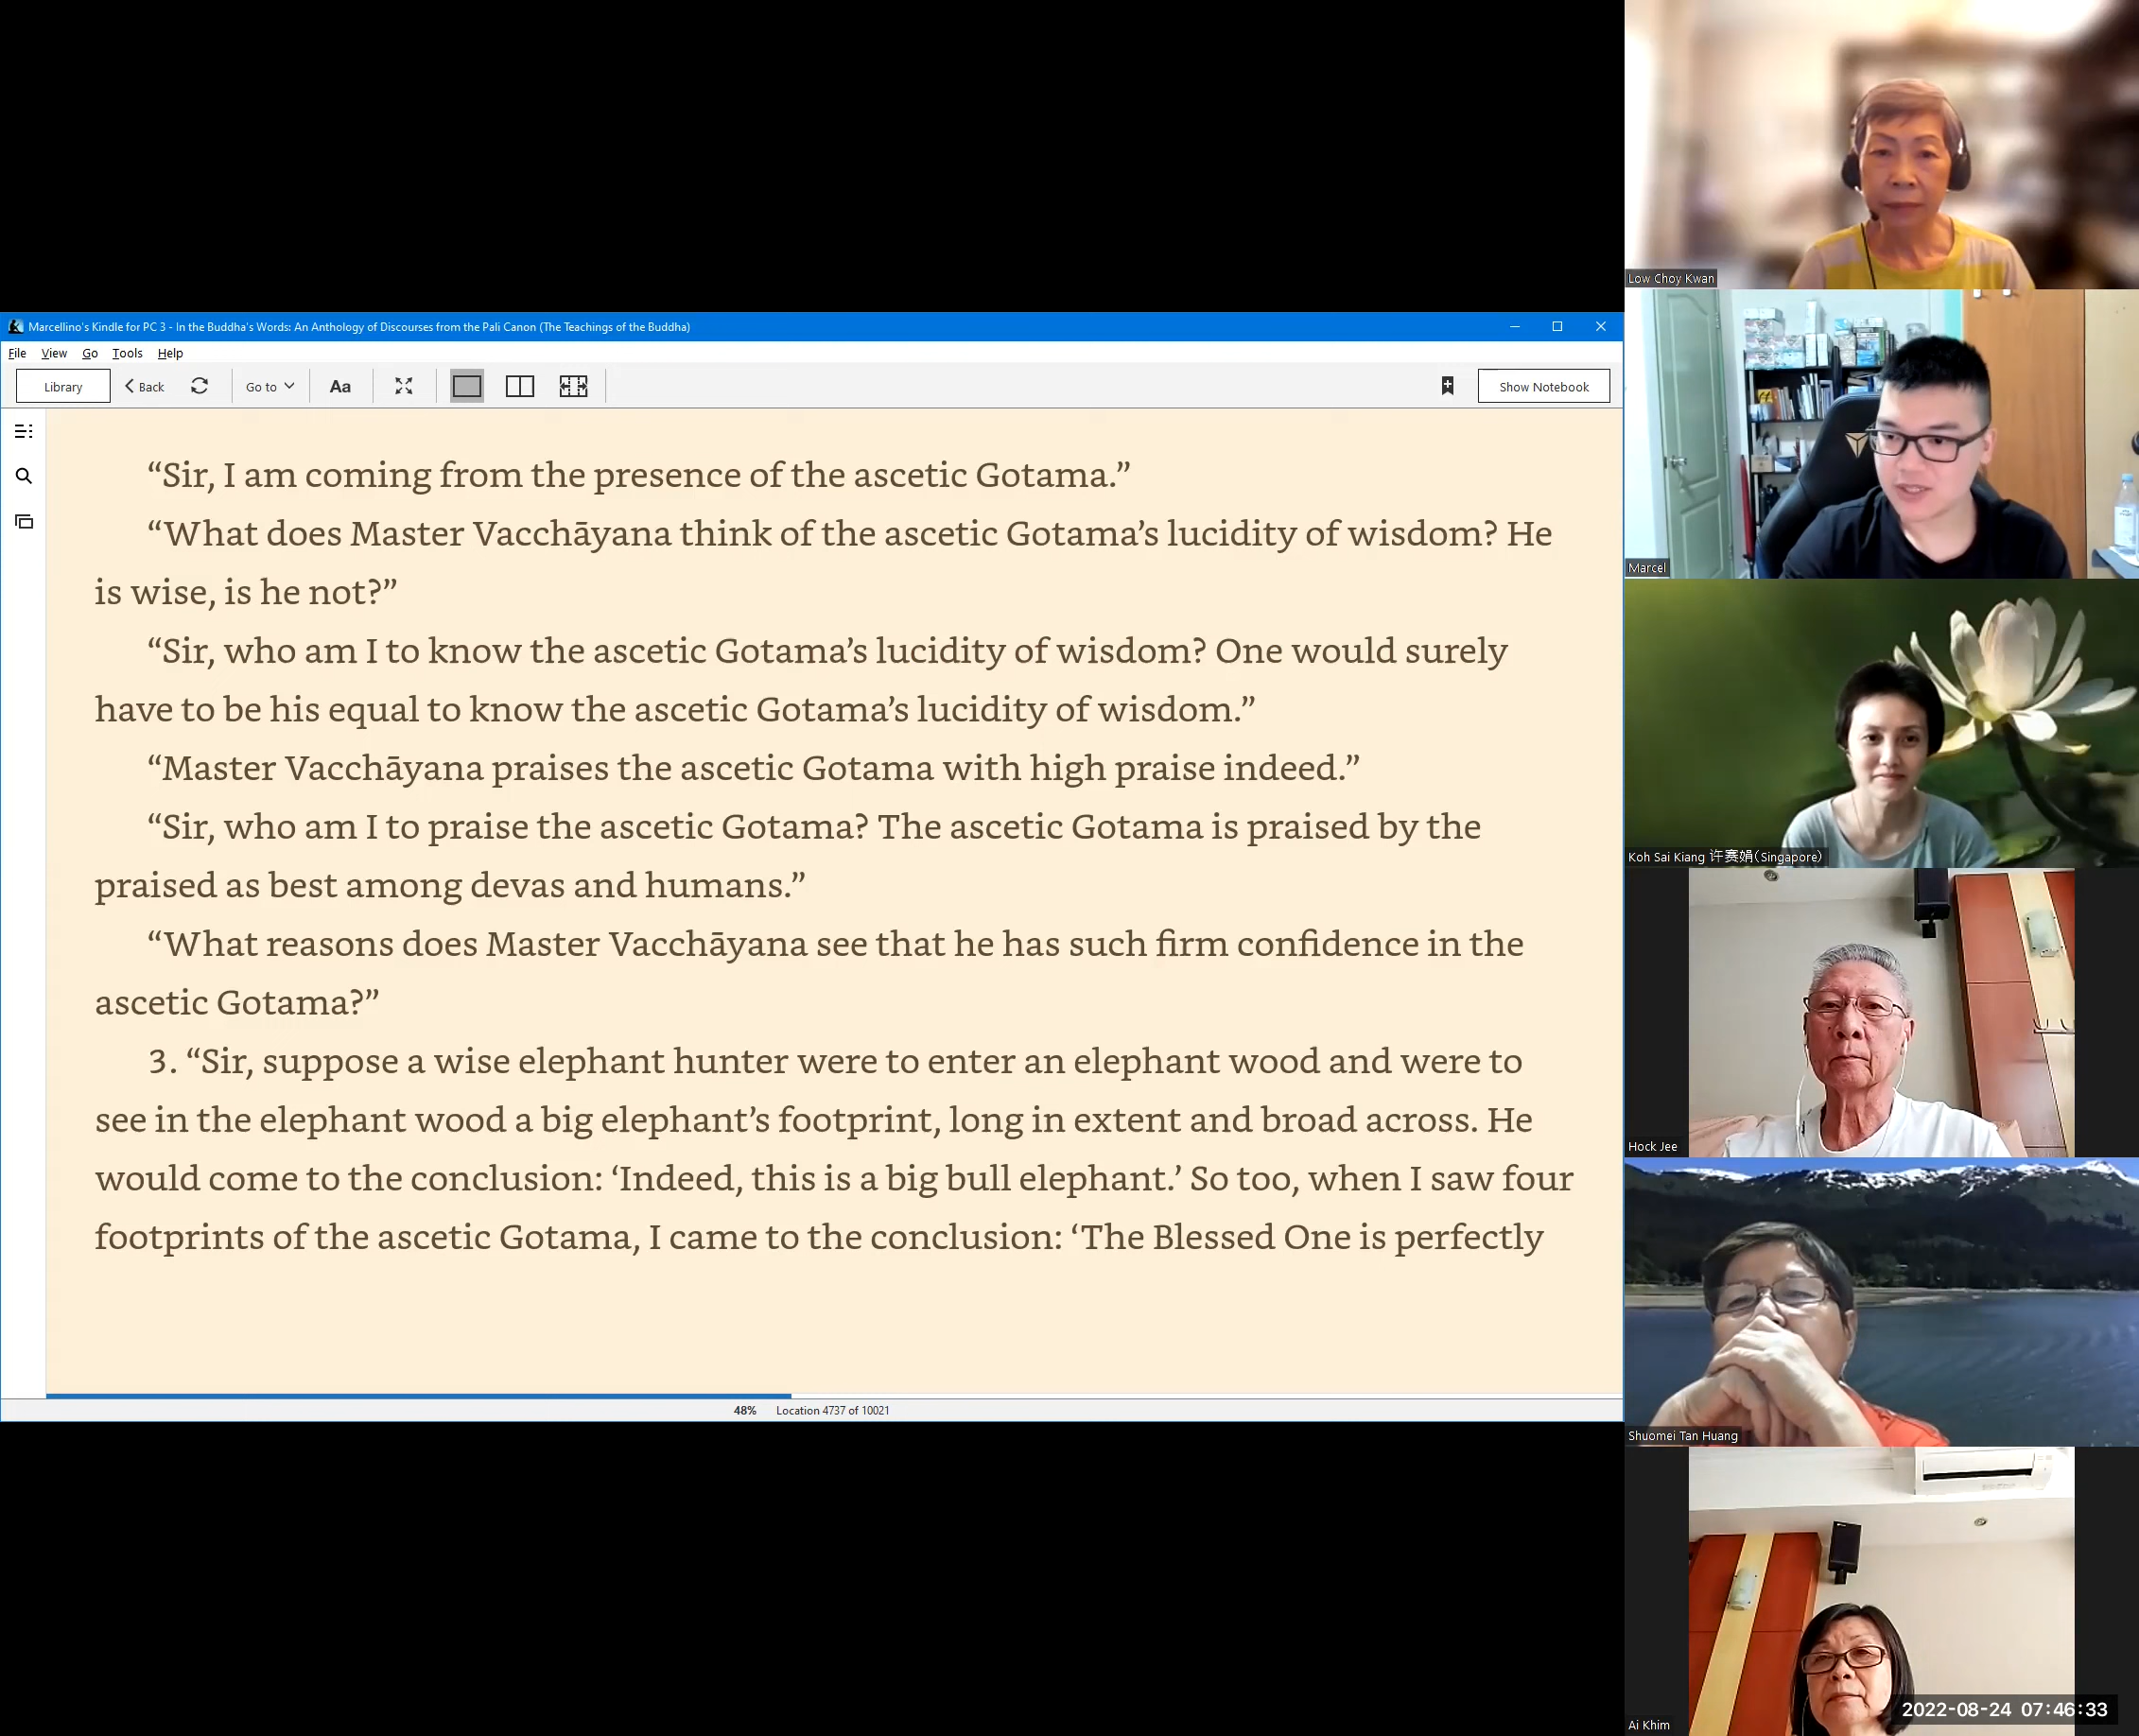 Marcellino's Kindle for PC 3 - In the Buddha's Words: An Anthology of Discourses from the Pali Canon (The Teachings of the Buddha)
File View Go Tools Help
Library Back Go to Aa Show Notebook
“Sir, I am coming from the presence of the ascetic Gotama.”
“What does Master Vacchāyana think of the ascetic Gotama’s lucidity of wisdom? He
is wise, is he not?”
“Sir, who am I to know the ascetic Gotama’s lucidity of wisdom? One would surely
have to be his equal to know the ascetic Gotama’s lucidity of wisdom.”
“Master Vacchāyana praises the ascetic Gotama with high praise indeed.”
“Sir, who am I to praise the ascetic Gotama? The ascetic Gotama is praised by the
praised as best among devas and humans.”
“What reasons does Master Vacchāyana see that he has such firm confidence in the
ascetic Gotama?”
3. “Sir, suppose a wise elephant hunter were to enter an elephant wood and were to
see in the elephant wood a big elephant’s footprint, long in extent and broad across. He
would come to the conclusion: ‘Indeed, this is a big bull elephant.’ So too, when I saw four
footprints of the ascetic Gotama, I came to the conclusion: ‘The Blessed One is perfectly
48% Location 4737 of 10021
Low Choy Kwan
Marcel
Koh Sai Kiang 许赛娟(Singapore)
Hock Jee
Shuomei Tan Huang
Ai Khim
2022-08-24 07:46:33